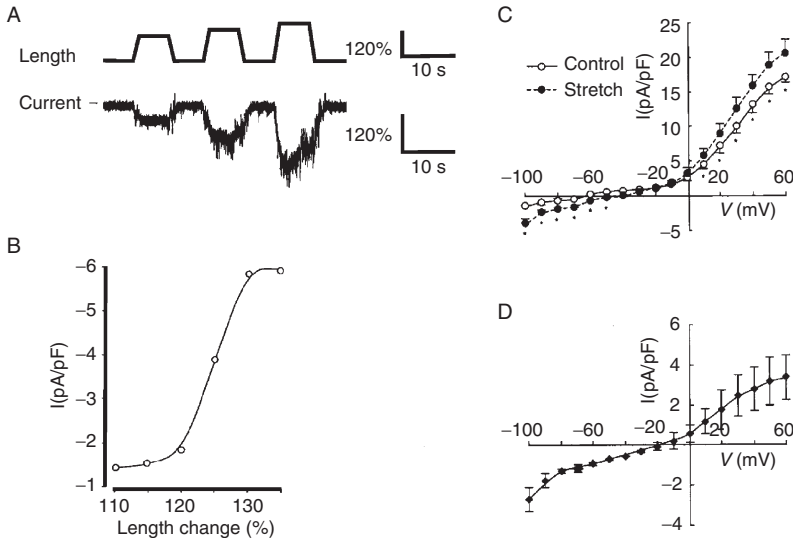 A
Length
120%
10 s
Current
120%
10 s
B
I(pA/pF)
−6
−5
−4
−3
−2
−1
110
120
130
Length change (%)
C
Control
Stretch
I(pA/pF)
25
20
15
10
5
−5
−100
−60
−20
20
60
V (mV)
D
I(pA/pF)
6
4
2
−2
−4
−100
−60
−20
20
60
V (mV)